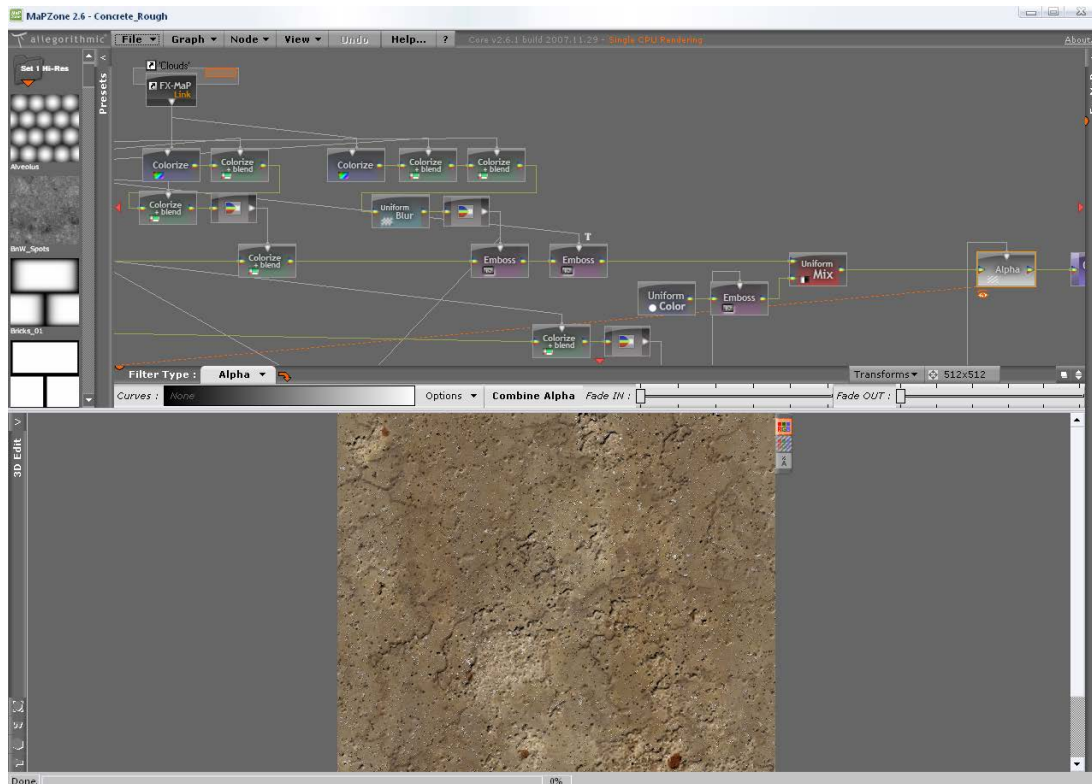 MaPZone 2.6 - Concrete_Rough
allegorithmic
File
Graph
Node
View
Undo
Help...
?
Core v2.6.1 build 2007.11.29 - Single CPU Rendering
About
Set 1 Hi-Res
Presets
Alveolus
BnW_Spots
Bricks_01
'Clouds'
FX-MaP
Link
Colorize
Colorize
+ blend
Colorize
Colorize
+ blend
Colorize
+ blend
Colorize
+ blend
Uniform
Blur
T
Colorize
+ blend
Emboss
Emboss
Uniform
Mix
Alpha
Uniform
Color
Emboss
Colorize
+ blend
Filter Type :
Alpha
Transforms
512x512
Curves :
None
Options
Combine Alpha
Fade IN :
Fade OUT :
3D Edit
Done.
0%